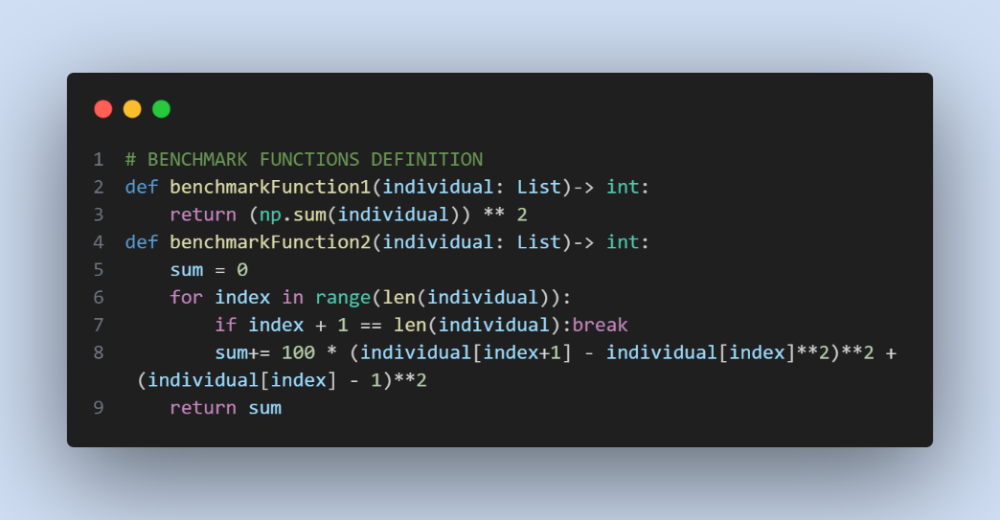 1 # BENCHMARK FUNCTIONS DEFINITION
2 def benchmarkFunction1(individual: List)-> int:
3     return (np.sum(individual)) ** 2
4 def benchmarkFunction2(individual: List)-> int:
5     sum = 0
6     for index in range(len(individual)):
7         if index + 1 == len(individual):break
8         sum+= 100 * (individual[index+1] - individual[index]**2)**2 +
 (individual[index] - 1)**2
9     return sum